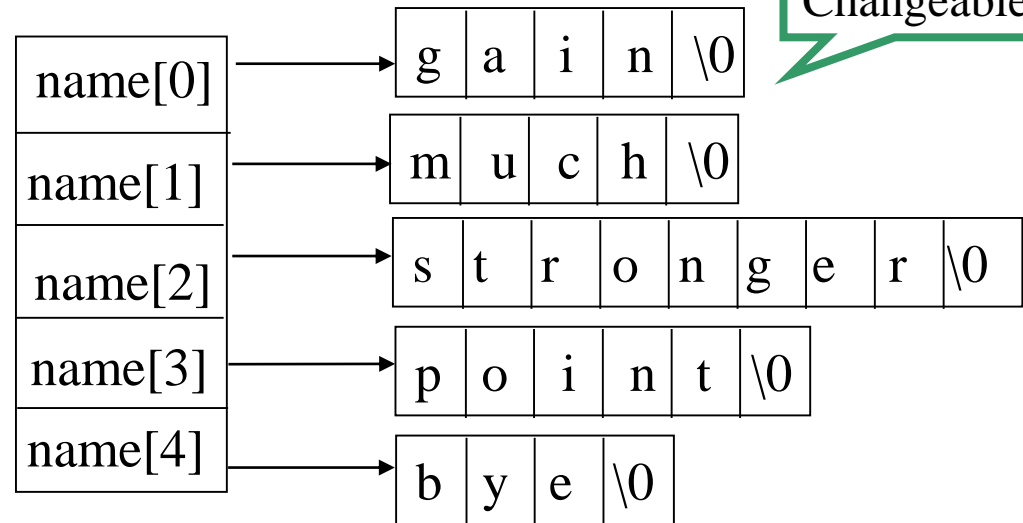 Changeable
name[0] g a i n \0
name[1] m u c h \0
name[2] s t r o n g e r \0
name[3] p o i n t \0
name[4] b y e \0